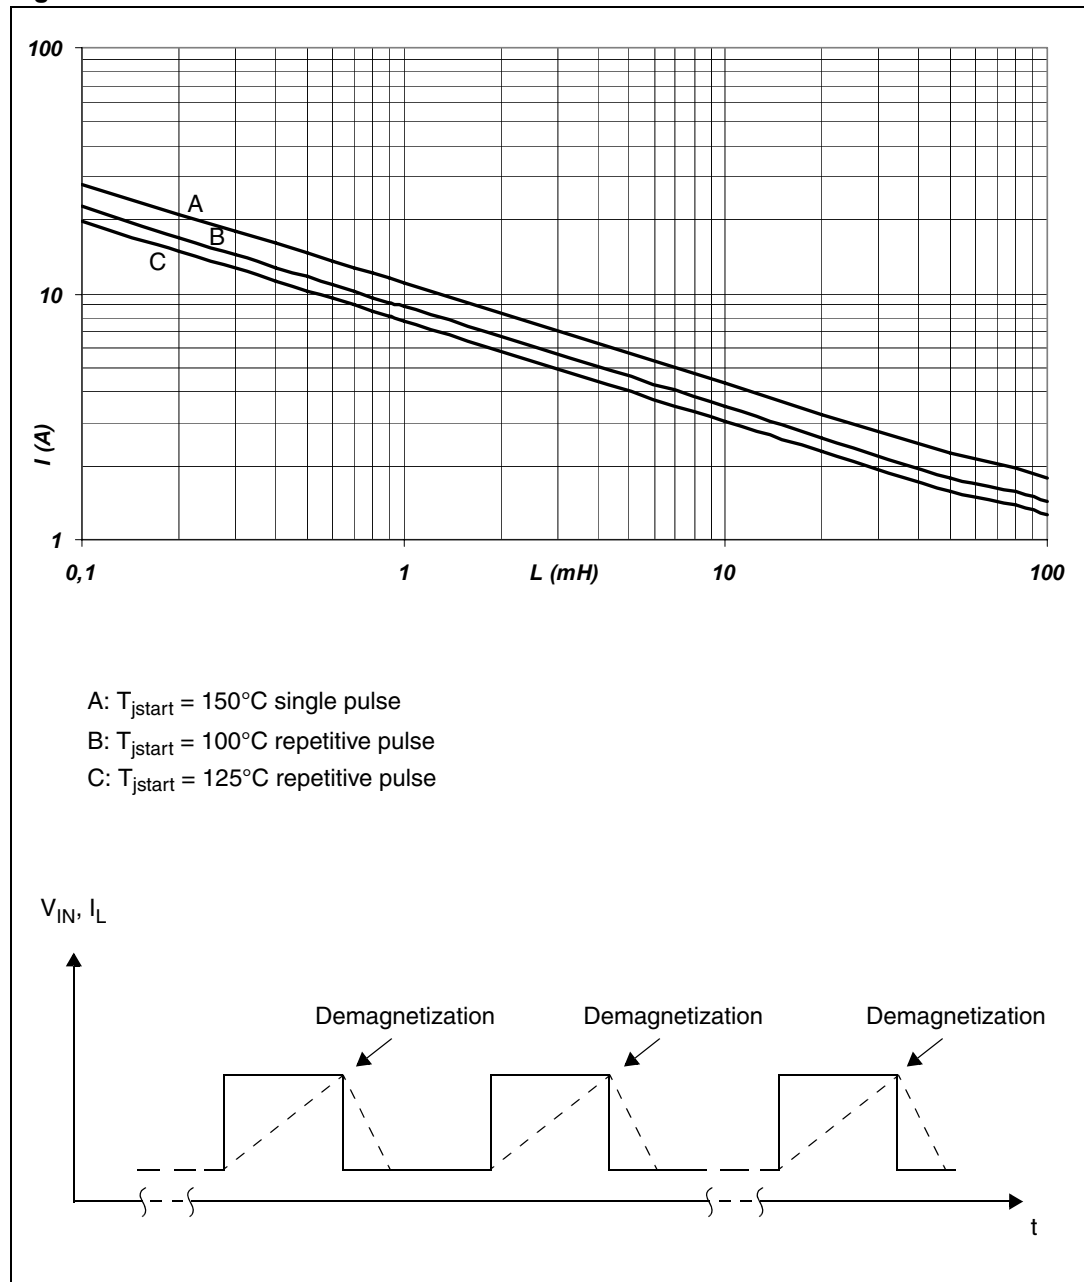 100
A
B
C
10
I (A)
1
0,1
1
L (mH)
10
100
A: Tjstart = 150°C single pulse
B: Tjstart = 100°C repetitive pulse
C: Tjstart = 125°C repetitive pulse
VIN, IL
Demagnetization
Demagnetization
Demagnetization
t